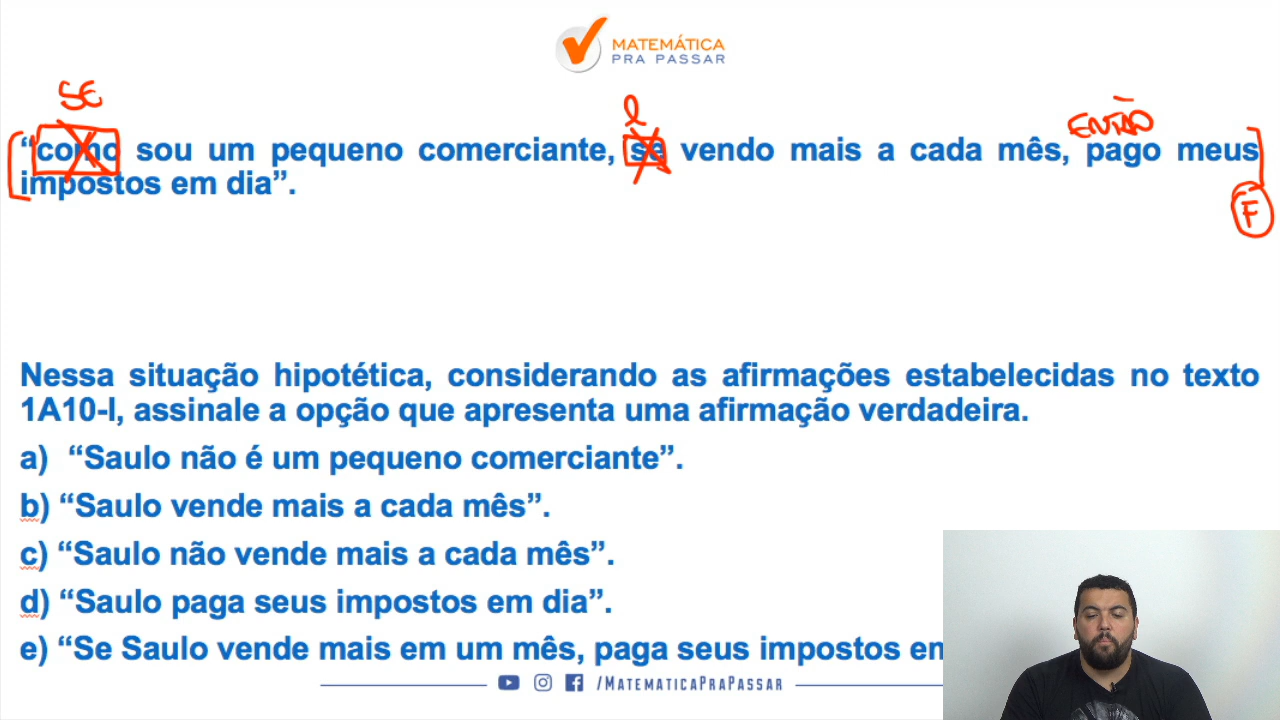 MATEMÁTICA
PRA PASSAR
SE
e
ENTÃO
“como sou um pequeno comerciante, se vendo mais a cada mês, pago meus
impostos em dia”.
F
Nessa situação hipotética, considerando as afirmações estabelecidas no texto
1A10-I, assinale a opção que apresenta uma afirmação verdadeira.
a) “Saulo não é um pequeno comerciante”.
b) “Saulo vende mais a cada mês”.
c) “Saulo não vende mais a cada mês”.
d) “Saulo paga seus impostos em dia”.
e) “Se Saulo vende mais em um mês, paga seus impostos em
/MATEMATICAPRAPASSAR